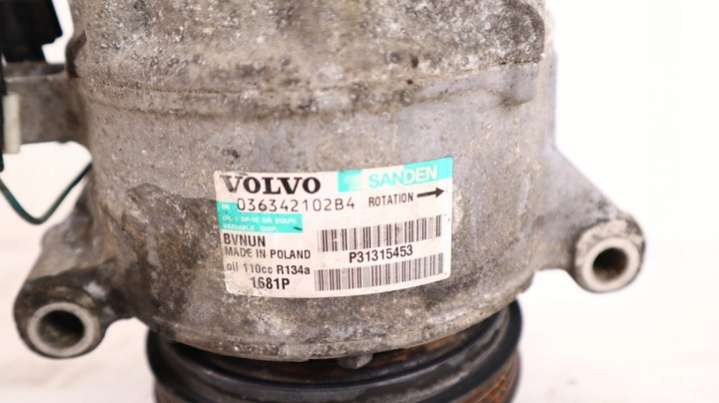 VOLVO SANDEN
036342102B4 ROTATION
BVNUN
MADE IN POLAND P31315453
oil 110cc R134a
1681P